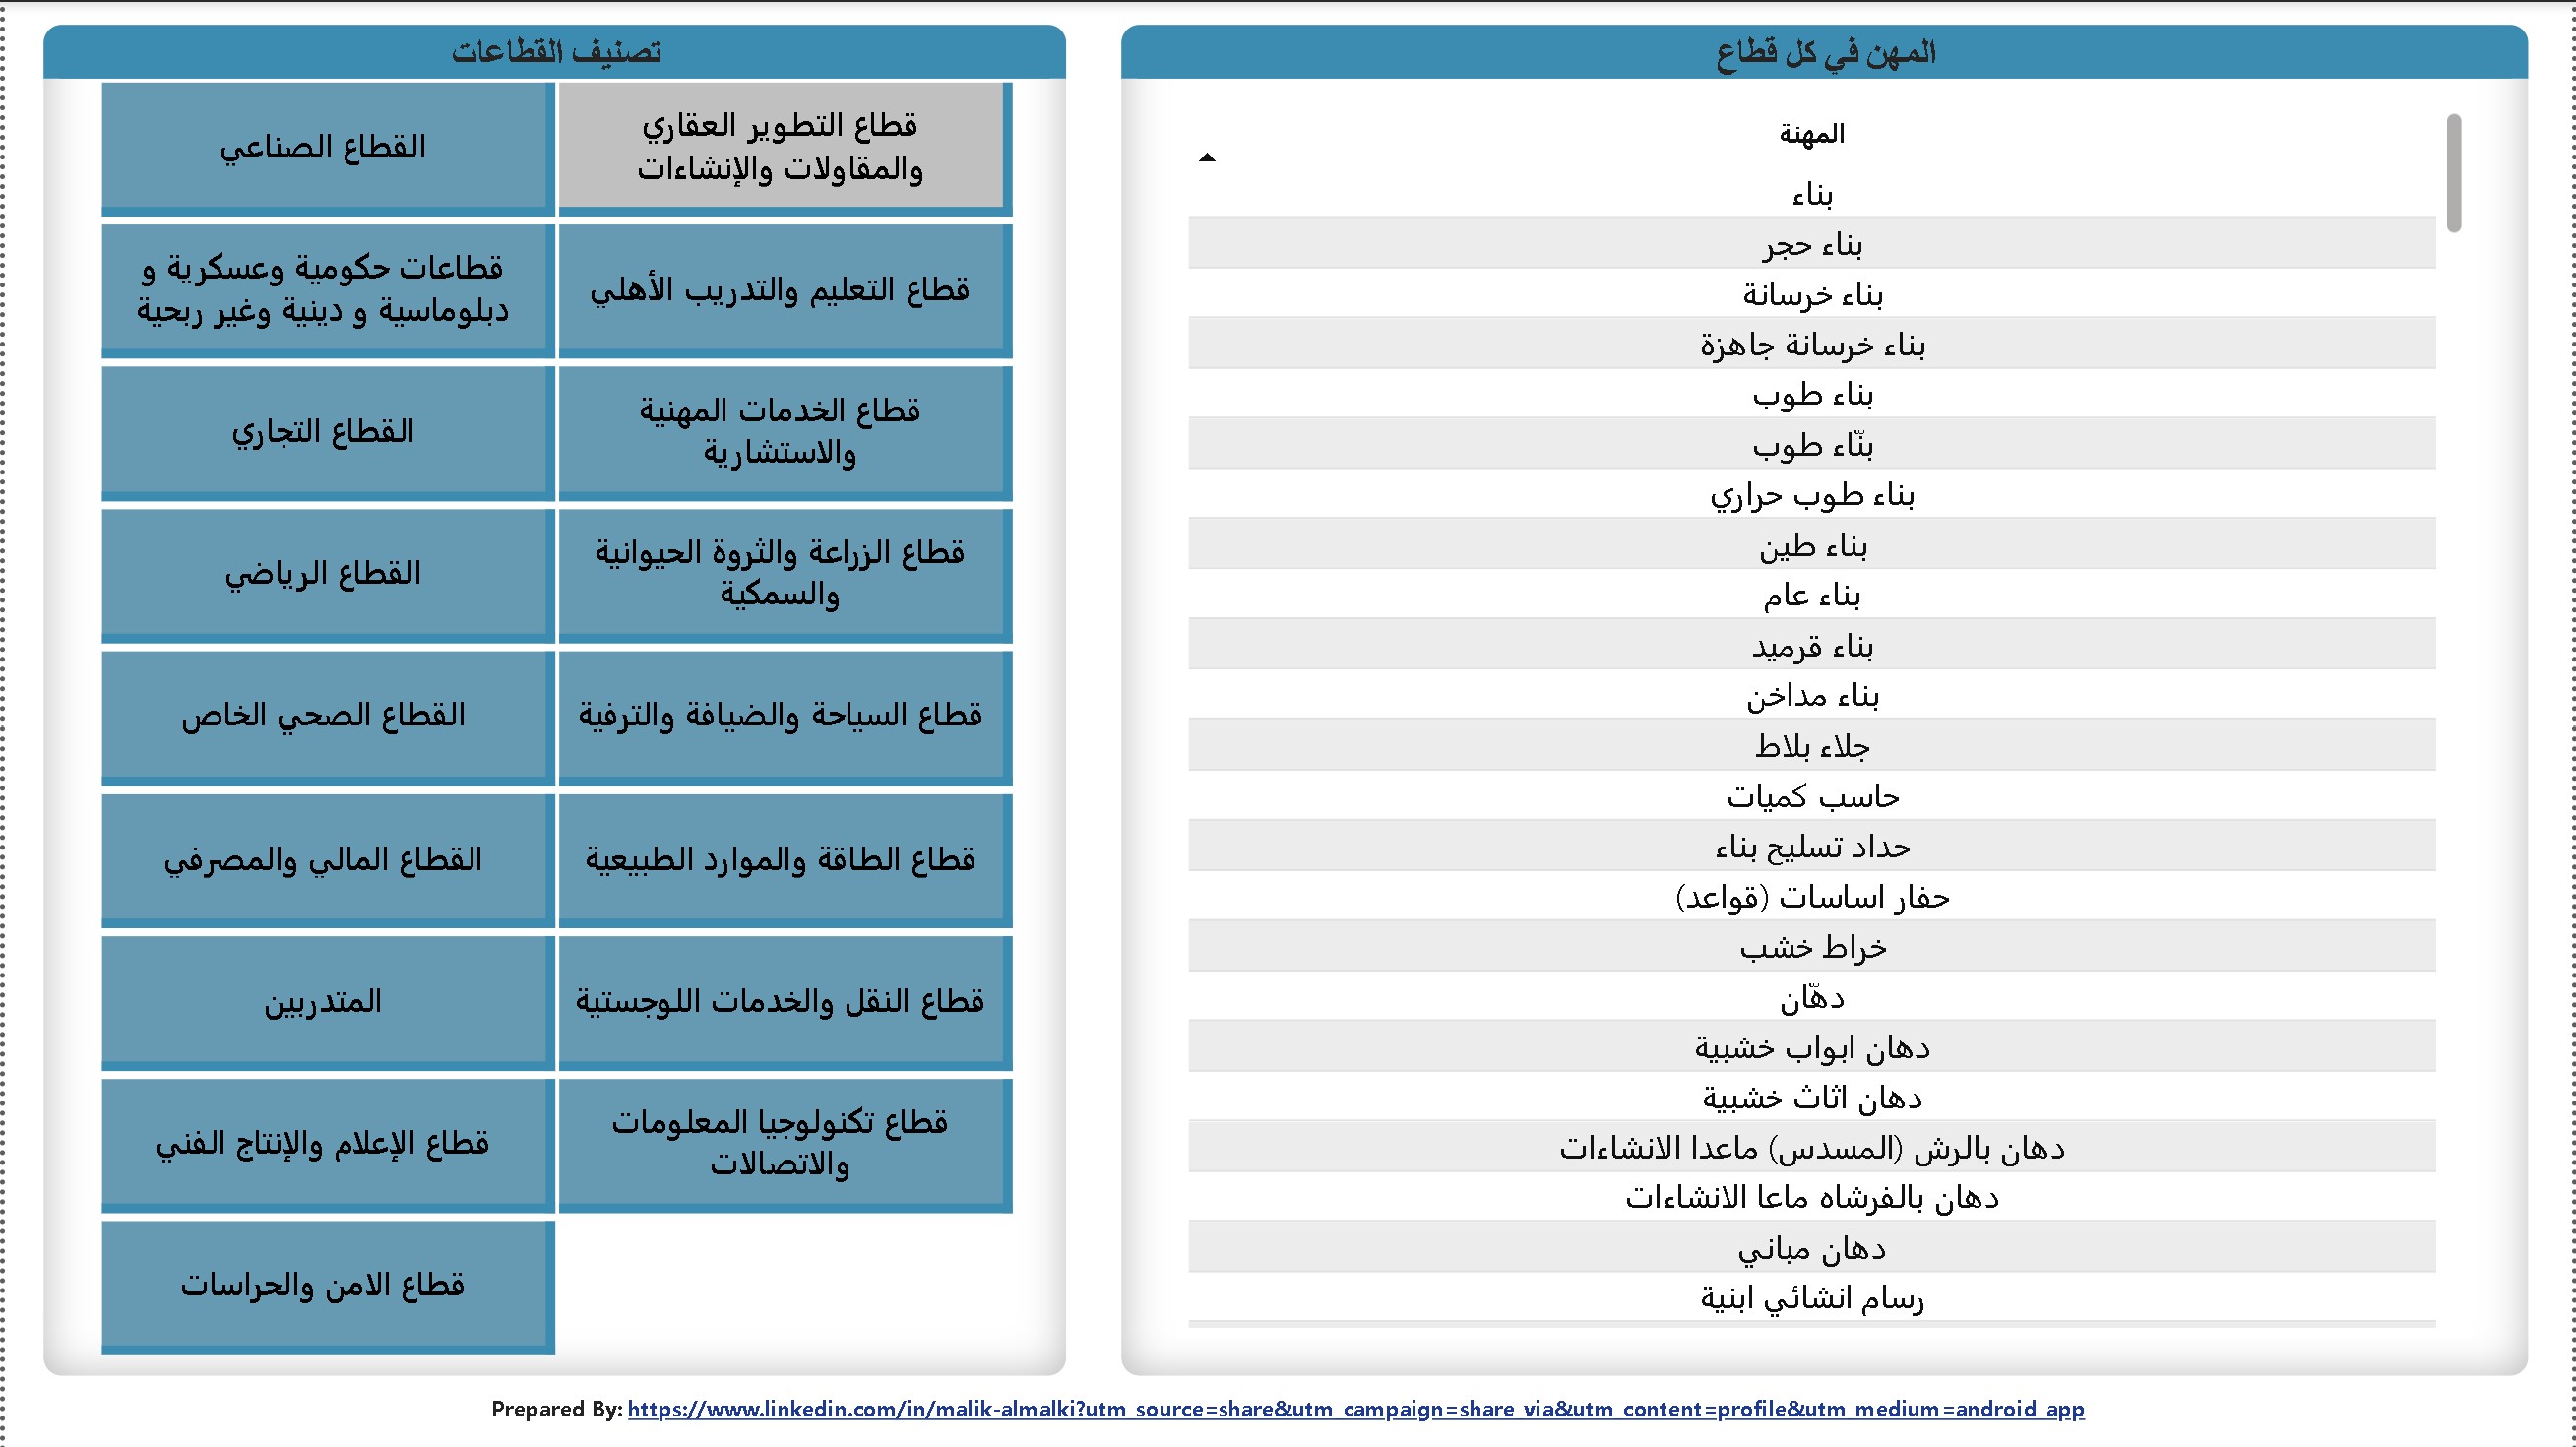 المهن في كل قطاع
المهنة
بناء
بناء حجر
بناء خرسانة
بناء خرسانة جاهزة
بناء طوب
بنّاء طوب
بناء طوب حراري
بناء طين
بناء عام
بناء قرميد
بناء مداخن
جلاء بلاط
حاسب كميات
حداد تسليح بناء
حفار اساسات (قواعد)
خراط خشب
دهّان
دهان ابواب خشبية
دهان اثاث خشبية
دهان بالرش (المسدس) ماعدا الانشاءات
دهان بالفرشاه ماعا الانشاءات
دهان مباني
رسام انشائي ابنية
تصنيف القطاعات
قطاع التطوير العقاري
والمقاولات والإنشاءات
القطاع الصناعي
قطاع التعليم والتدريب الأهلي
قطاعات حكومية وعسكرية و
دبلوماسية و دينية وغير ربحية
قطاع الخدمات المهنية
والاستشارية
القطاع التجاري
قطاع الزراعة والثروة الحيوانية
والسمكية
القطاع الرياضي
قطاع السياحة والضيافة والترفية
القطاع الصحي الخاص
قطاع الطاقة والموارد الطبيعية
القطاع المالي والمصرفي
قطاع النقل والخدمات اللوجستية
المتدربين
قطاع تكنولوجيا المعلومات
والاتصالات
قطاع الإعلام والإنتاج الفني
قطاع الامن والحراسات
Prepared By: https://www.linkedin.com/in/malik-almalki?utm_source=share&utm_campaign=share_via&utm_content=profile&utm_medium=android_app